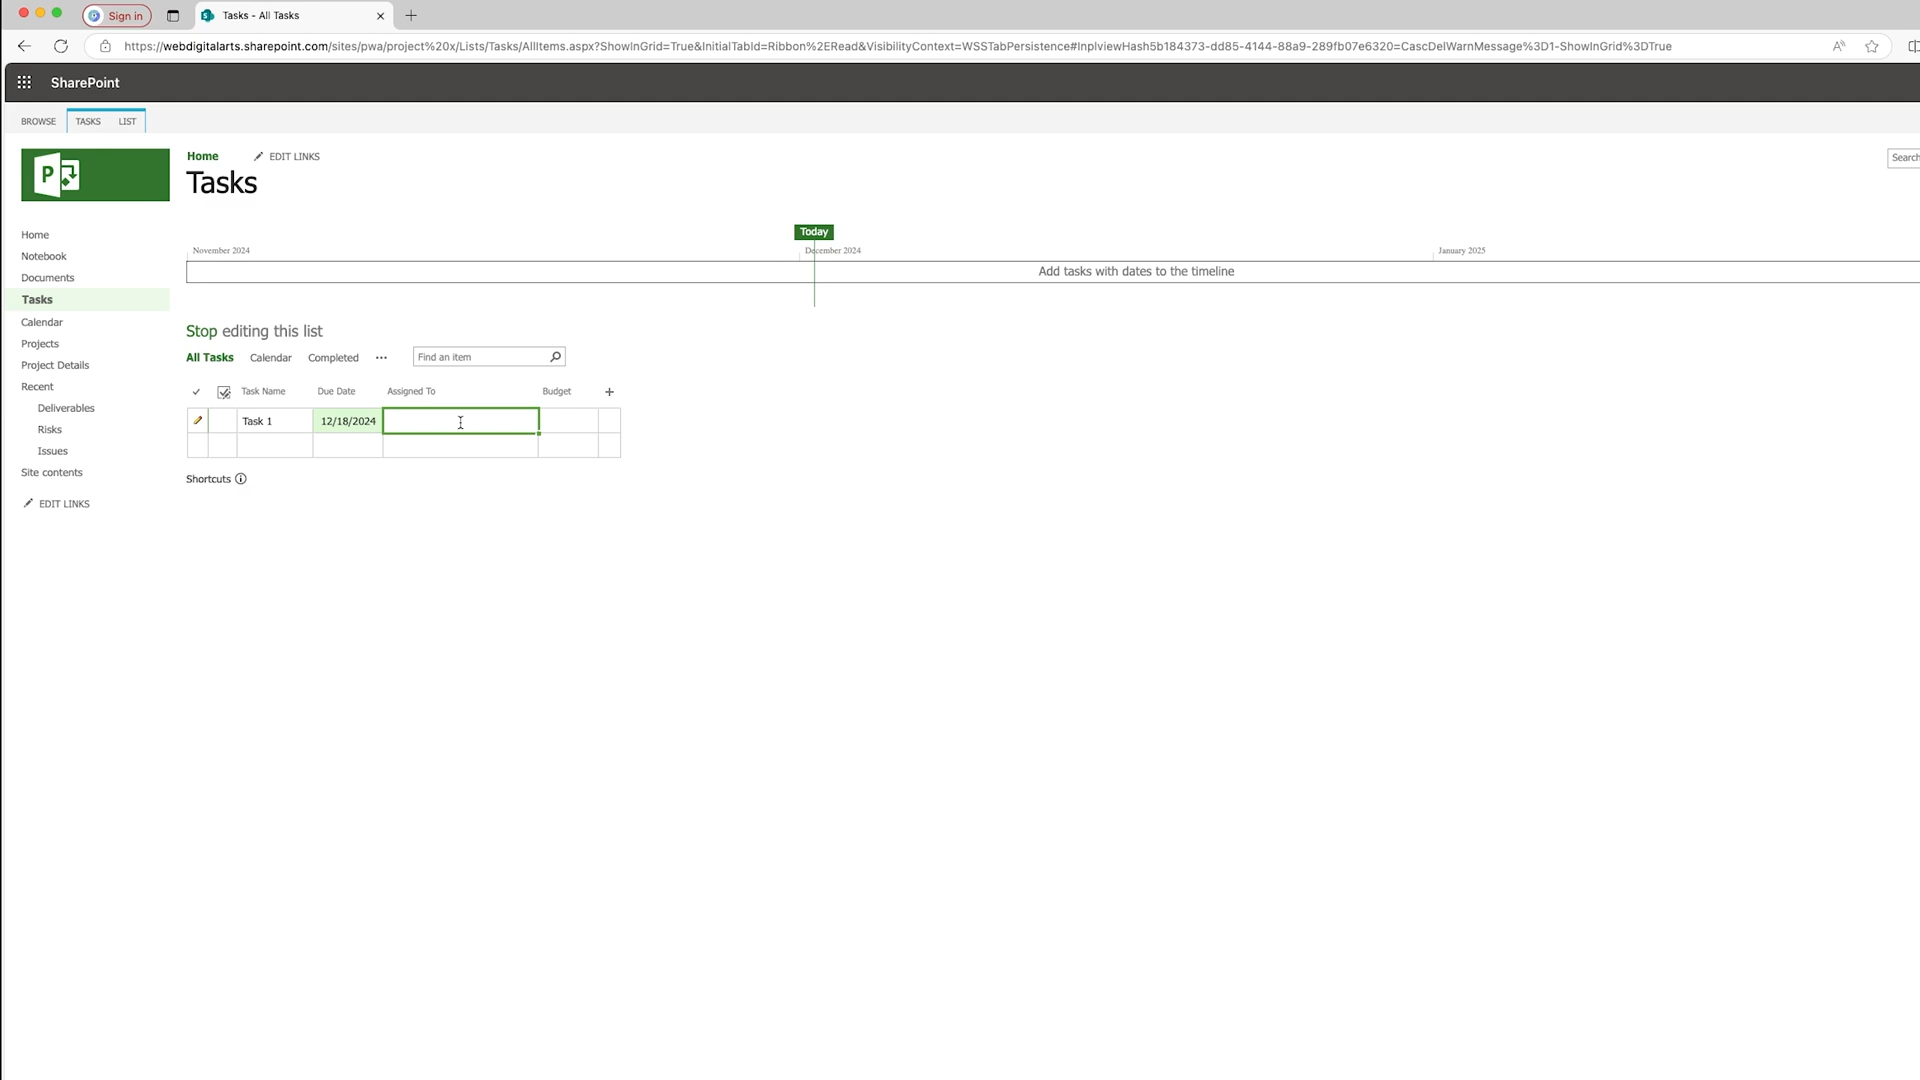 Sign in
Tasks - All Tasks
https://webdigitalarts.sharepoint.com/sites/pwa/project%20x/Lists/Tasks/AllItems.aspx?ShowInGrid=True&InitialTabId=Ribbon%2ERead&VisibilityContext=WSSTabPersistence#InplviewHash5b184373-dd85-4144-88a9-289fb07e6320=CascDelWarnMessage%3D1-ShowInGrid%3DTrue
SharePoint
BROWSE TASKS LIST
P
Home EDIT LINKS
Tasks
Search
Home
Notebook
Documents
Tasks
Calendar
Projects
Project Details
Recent
Deliverables
Risks
Issues
Site contents
EDIT LINKS
Today
November 2024 December 2024 January 2025
Add tasks with dates to the timeline
Stop editing this list
All Tasks Calendar Completed ... Find an item
Task Name Due Date Assigned To Budget
Task 1 12/18/2024
Shortcuts